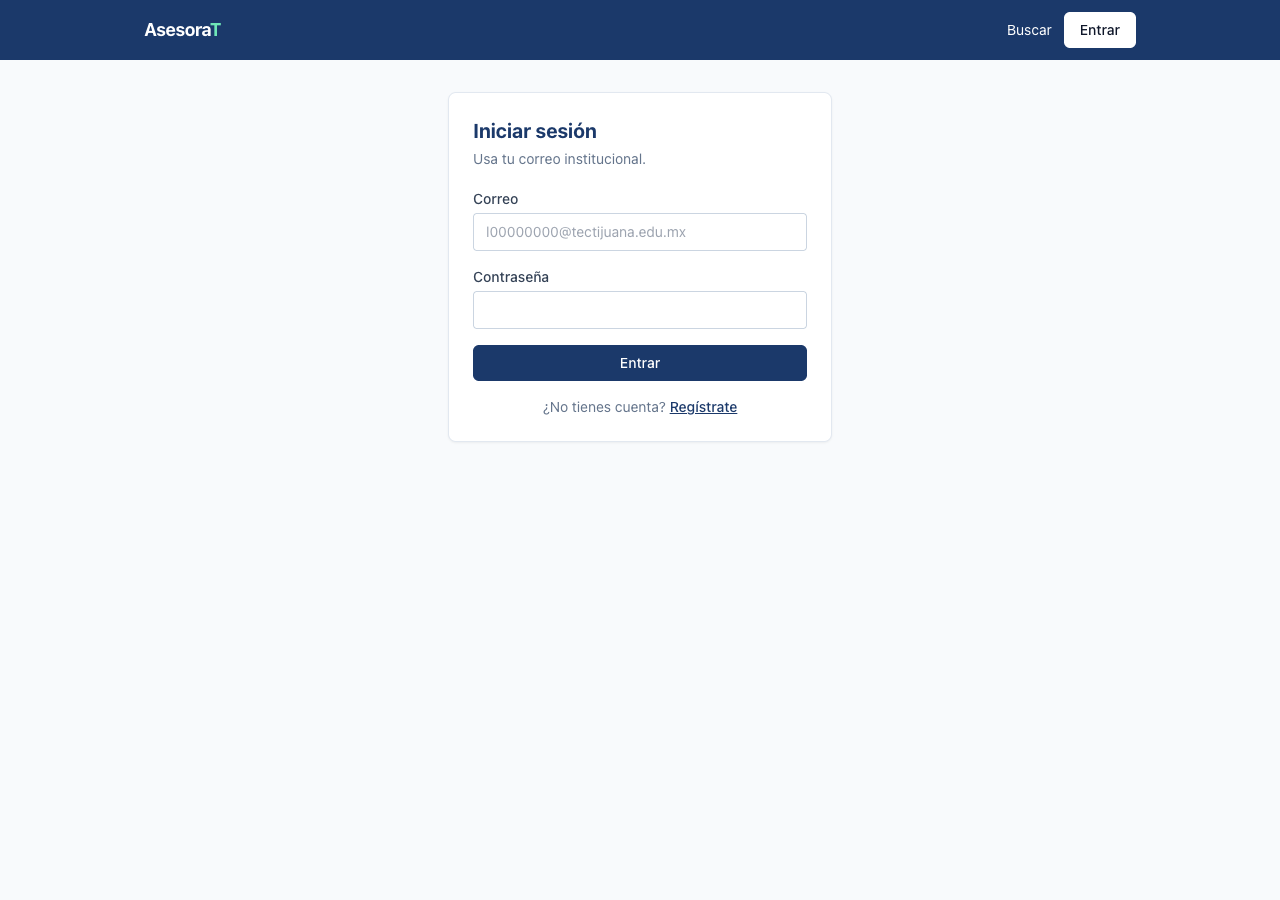 AsesoraT
Buscar
Entrar
Iniciar sesión
Usa tu correo institucional.
Correo
l00000000@tectijuana.edu.mx
Contraseña
Entrar
¿No tienes cuenta? Regístrate